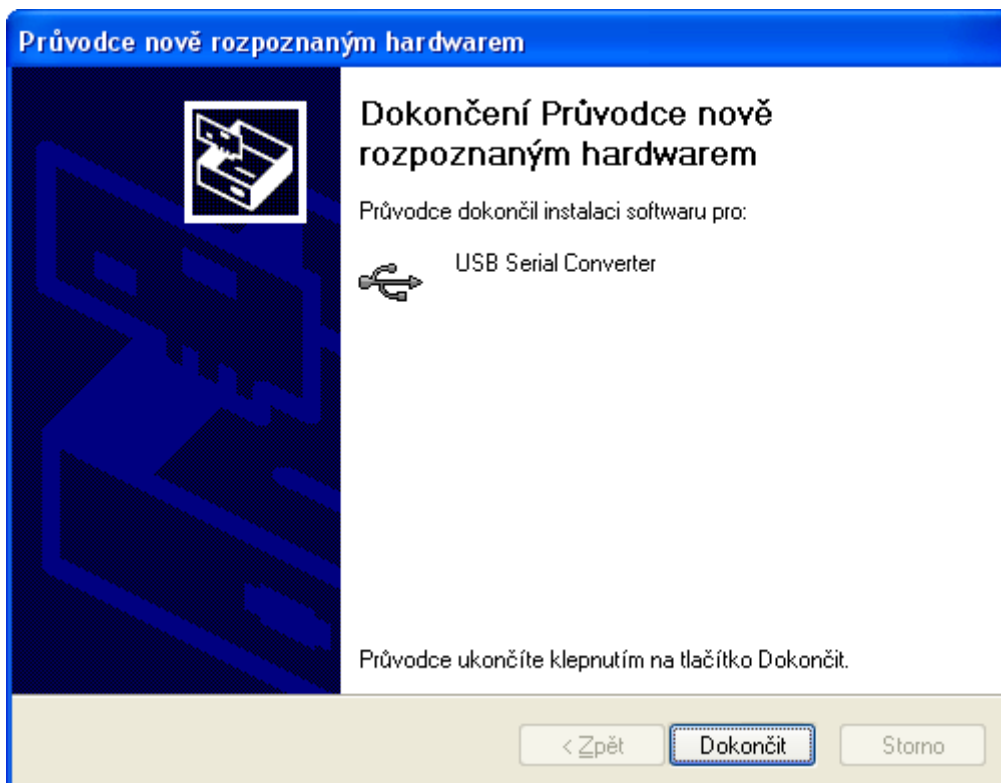 Průvodce nově rozpoznaným hardwarem
Dokončení Průvodce nově
rozpoznaným hardwarem
Průvodce dokončil instalaci softwaru pro:
USB Serial Converter
Průvodce ukončíte klepnutím na tlačítko Dokončit.
< Zpět Dokončit Storno